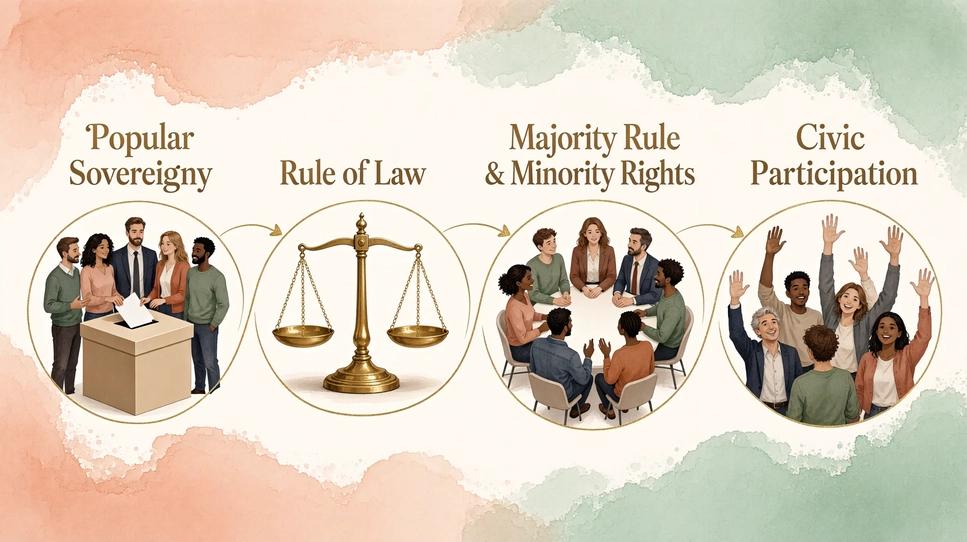 Popular
Sovereignty
Rule of Law
Majority Rule
& Minority Rights
Civic
Participation